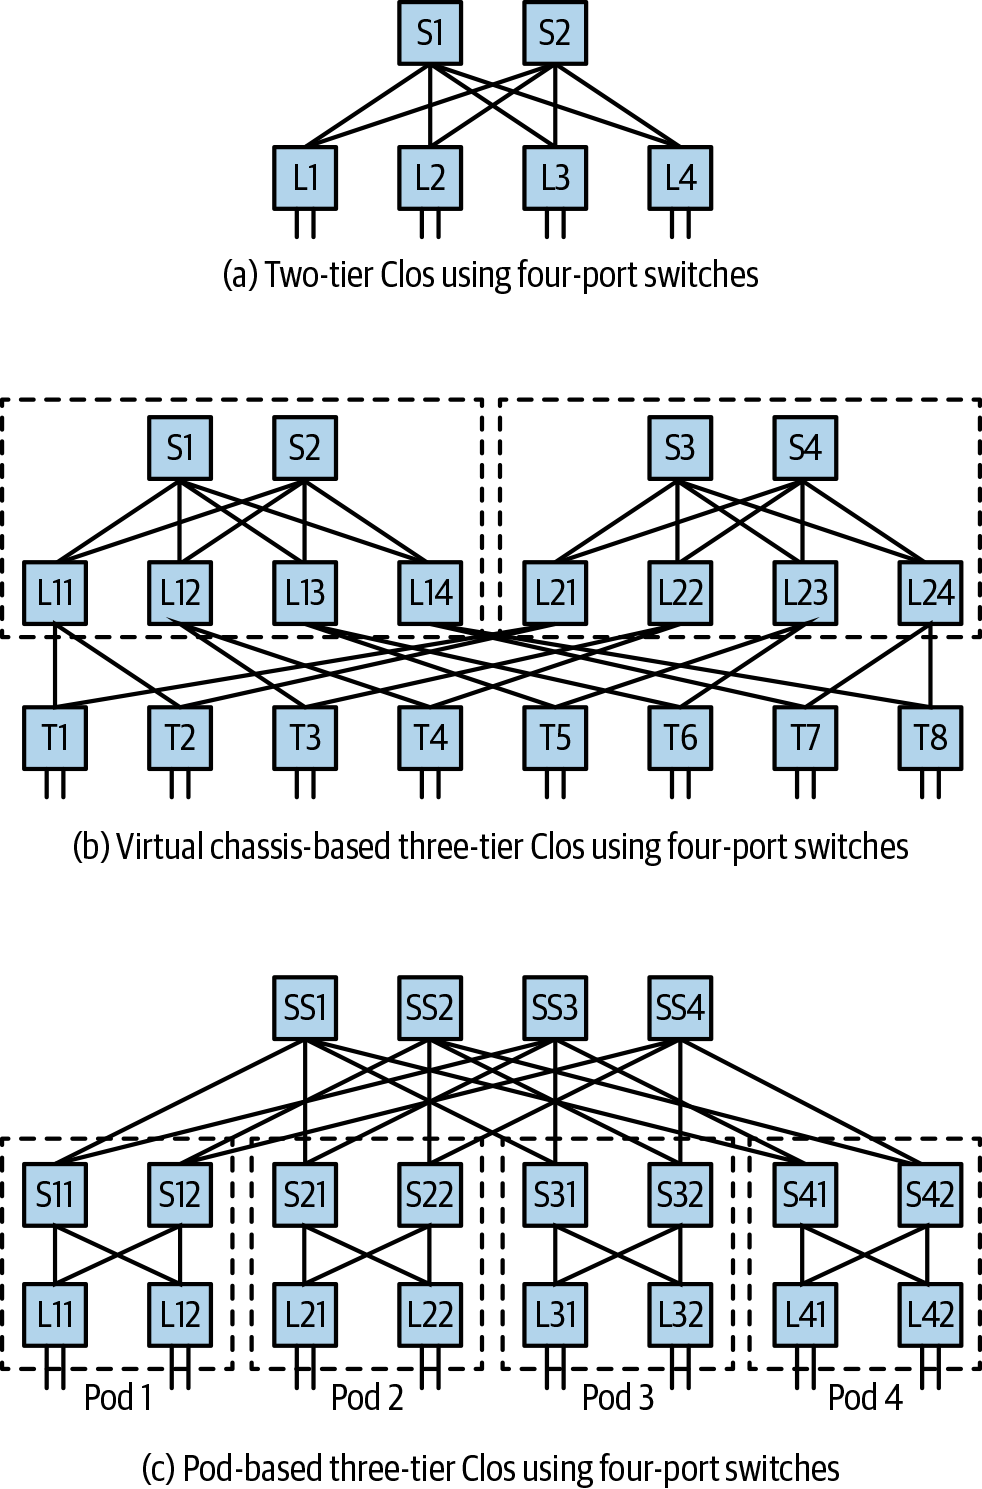 S1 S2
L1 L2 L3 L4
(a) Two-tier Clos using four-port switches
S1 S2 S3 S4
L11 L12 L13 L14 L21 L22 L23 L24
T1 T2 T3 T4 T5 T6 T7 T8
(b) Virtual chassis-based three-tier Clos using four-port switches
SS1 SS2 SS3 SS4
S11 S12 S21 S22 S31 S32 S41 S42
L11 L12 L21 L22 L31 L32 L41 L42
Pod 1 Pod 2 Pod 3 Pod 4
(c) Pod-based three-tier Clos using four-port switches